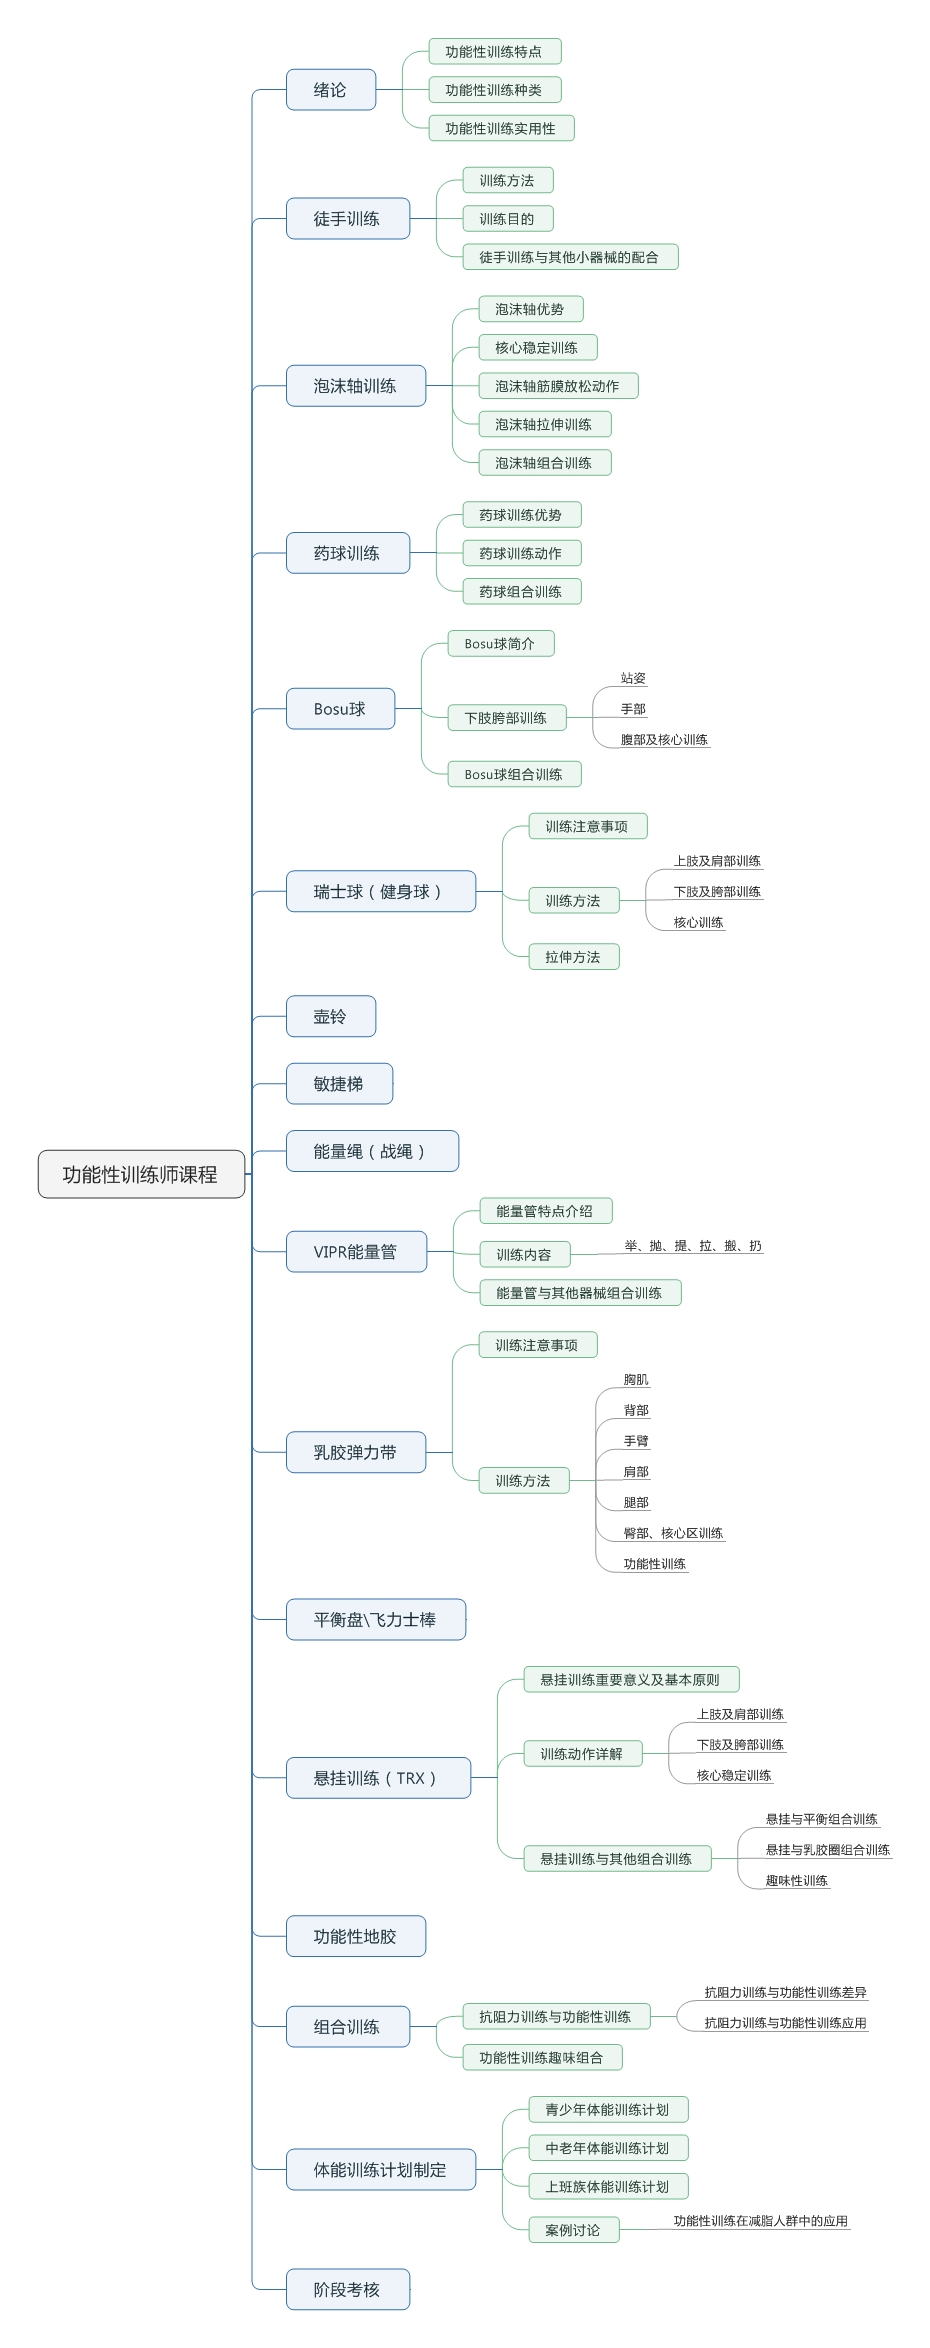 功能性训练师课程
绪论
功能性训练特点
功能性训练种类
功能性训练实用性
徒手训练
训练方法
训练目的
徒手训练与其他小器械的配合
泡沫轴训练
泡沫轴优势
核心稳定训练
泡沫轴筋膜放松动作
泡沫轴拉伸训练
泡沫轴组合训练
药球训练
药球训练优势
药球训练动作
药球组合训练
Bosu球
Bosu球简介
下肢胯部训练
站姿
手部
腹部及核心训练
Bosu球组合训练
瑞士球（健身球）
训练注意事项
训练方法
上肢及肩部训练
下肢及胯部训练
核心训练
拉伸方法
壶铃
敏捷梯
能量绳（战绳）
VIPR能量管
能量管特点介绍
训练内容
举、抛、提、拉、搬、扔
能量管与其他器械组合训练
乳胶弹力带
训练注意事项
训练方法
胸肌
背部
手臂
肩部
腿部
臀部、核心区训练
功能性训练
平衡盘\飞力士棒
悬挂训练（TRX）
悬挂训练重要意义及基本原则
训练动作详解
上肢及肩部训练
下肢及胯部训练
核心稳定训练
悬挂训练与其他组合训练
悬挂与平衡组合训练
悬挂与乳胶圈组合训练
趣味性训练
功能性地胶
组合训练
抗阻力训练与功能性训练
抗阻力训练与功能性训练差异
抗阻力训练与功能性训练应用
功能性训练趣味组合
体能训练计划制定
青少年体能训练计划
中老年体能训练计划
上班族体能训练计划
案例讨论
功能性训练在减脂人群中的应用
阶段考核